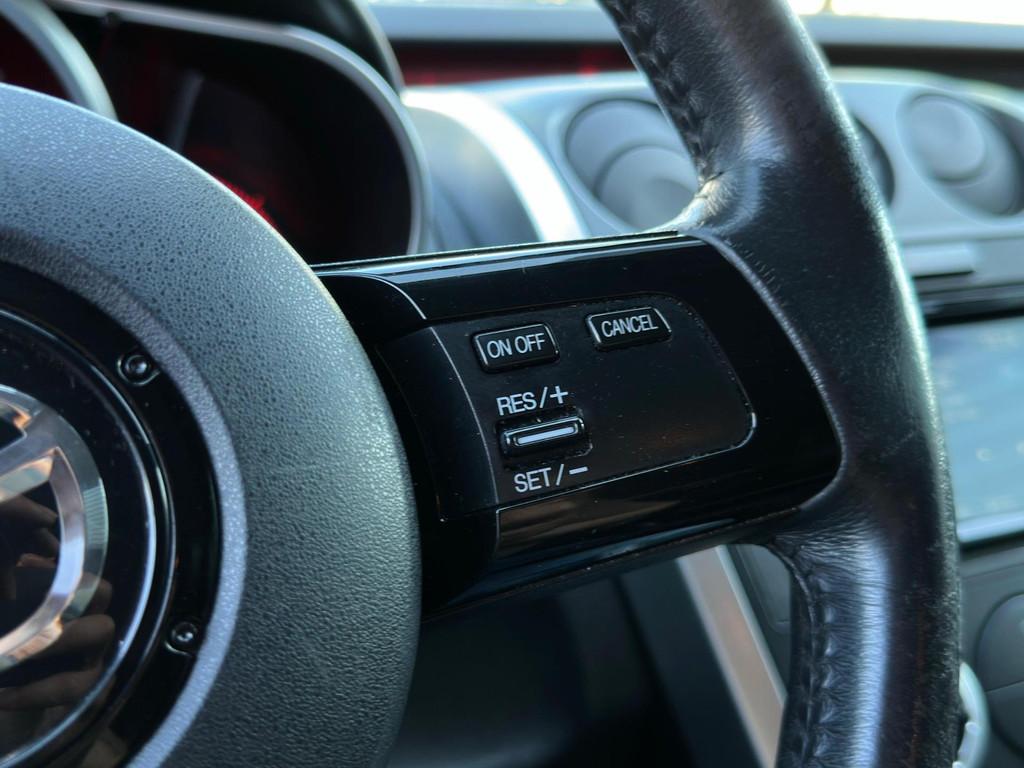 ON OFF
CANCEL
RES/+
SET/-